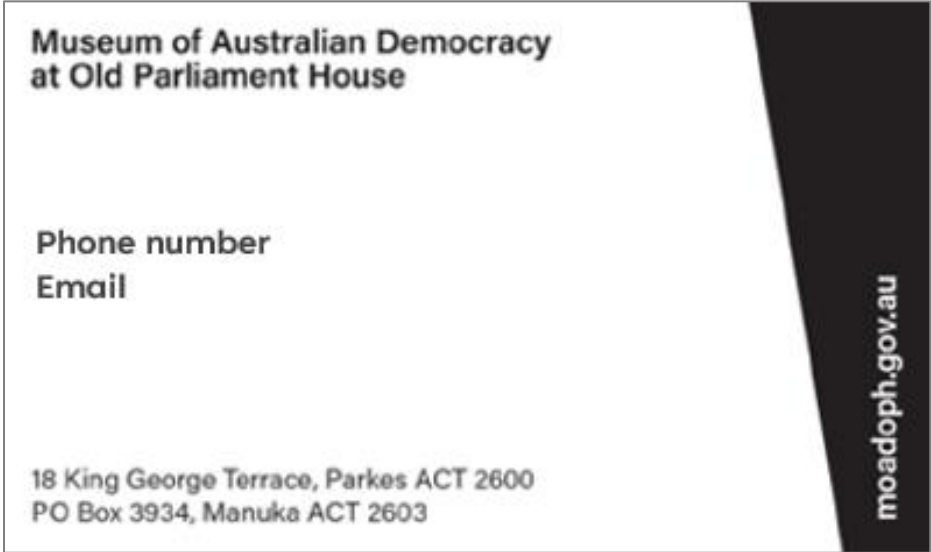 Museum of Australian Democracy
at Old Parliament House
Phone number
Email
18 King George Terrace, Parkes ACT 2600
PO Box 3934, Manuka ACT 2603
moadoph.gov.au